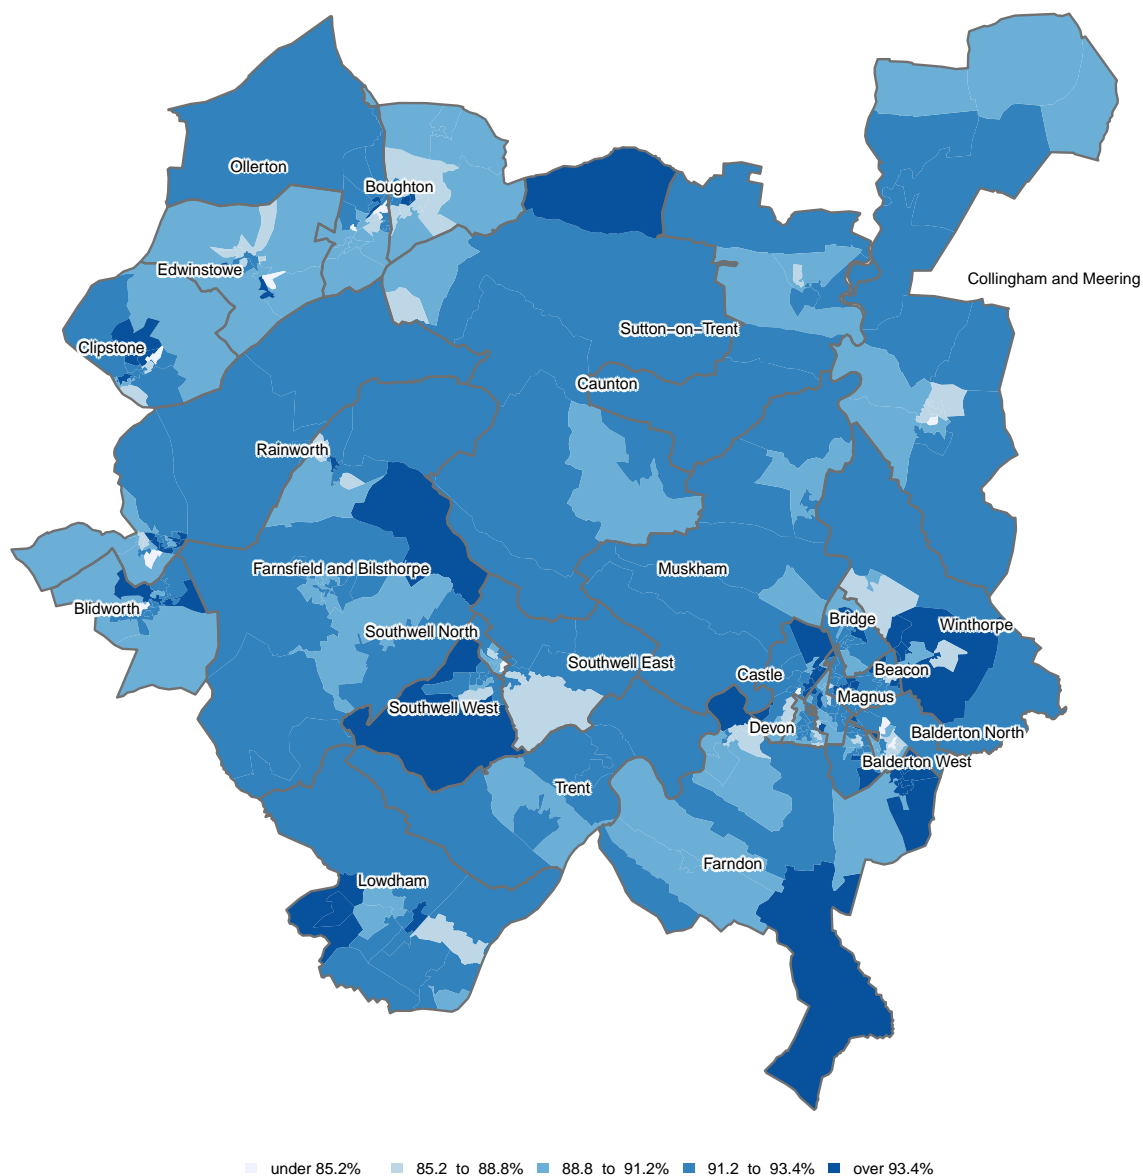 Ollerton
Boughton
Edwinstowe
Collingham and Meering
Sutton−on−Trent
Clipstone
Caunton
Rainworth
Farnsfield and Bilsthorpe
Muskham
Blidworth
Bridge
Winthorpe
Southwell North
Southwell East
Beacon
Castle
Magnus
Southwell West
Devon
Balderton North
Balderton West
Trent
Farndon
Lowdham
under 85.2% 85.2 to 88.8% 88.8 to 91.2% 91.2 to 93.4% over 93.4%